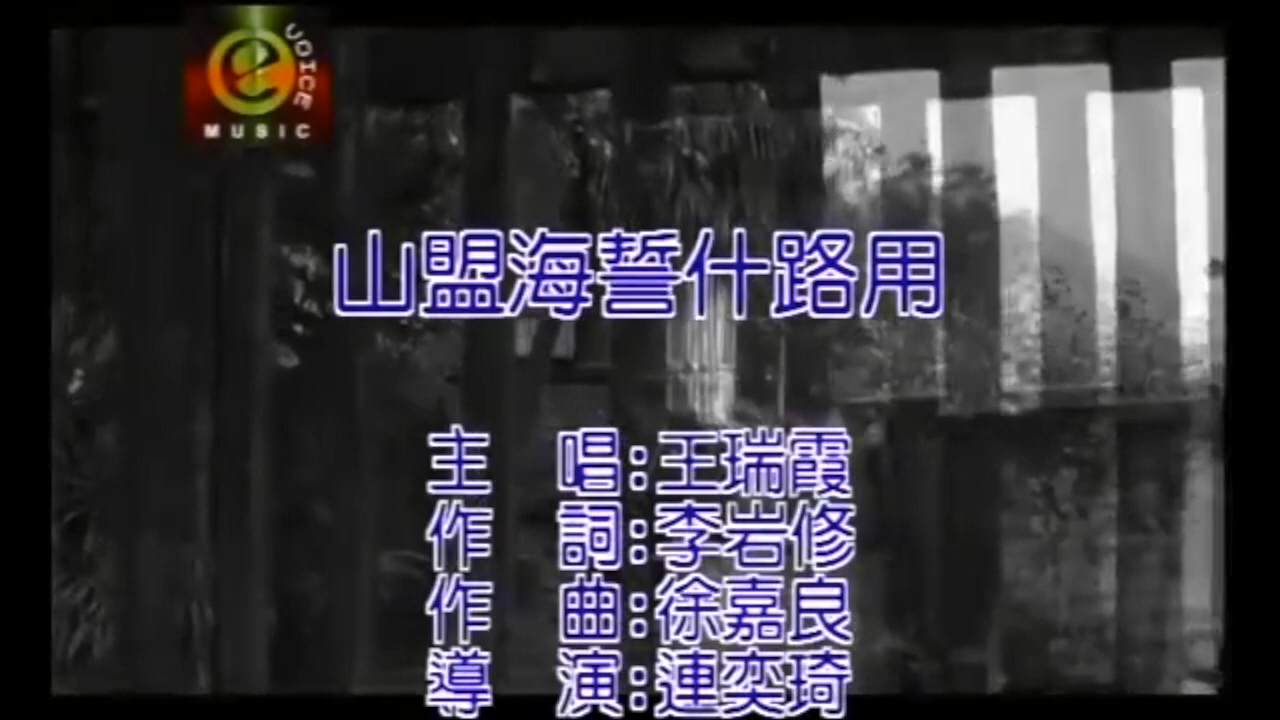 e VOICE
MUSIC
山盟海誓什路用
主 唱:王瑞霞
作 詞:李岩修
作 曲:徐嘉良
導 演:連奕琦